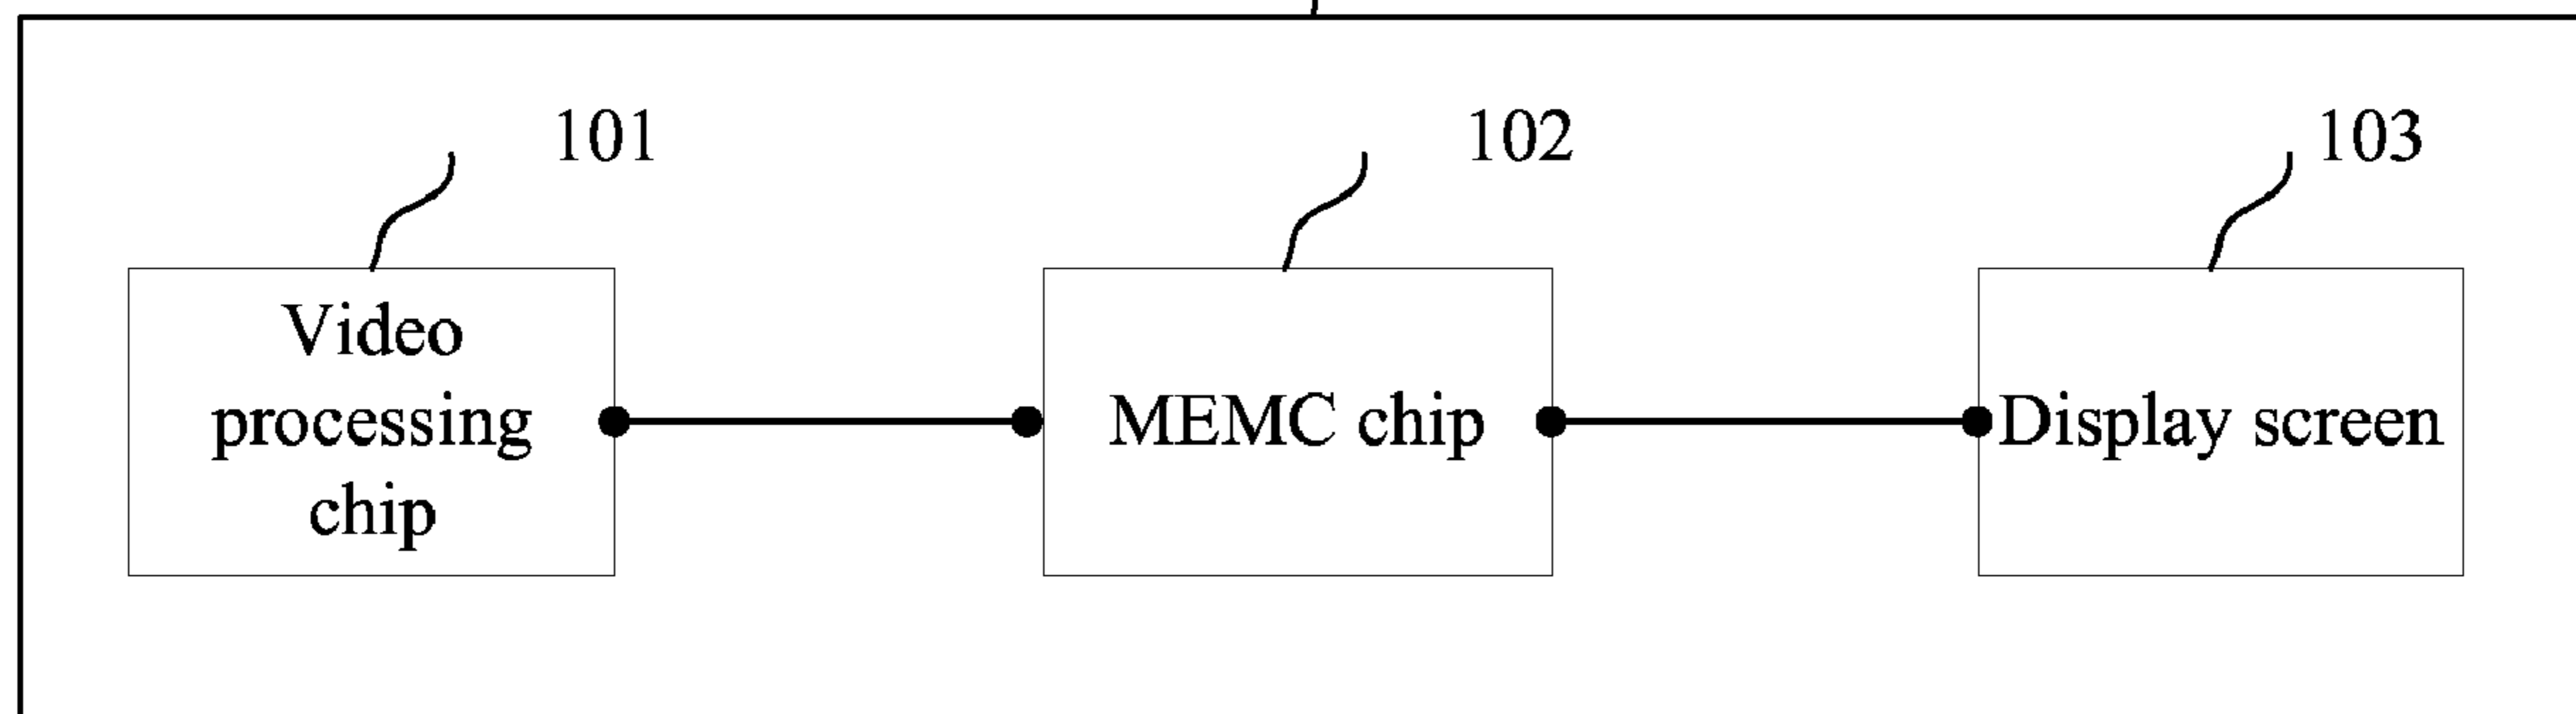 101
102
103
Video
processing
chip
MEMC chip
Display screen